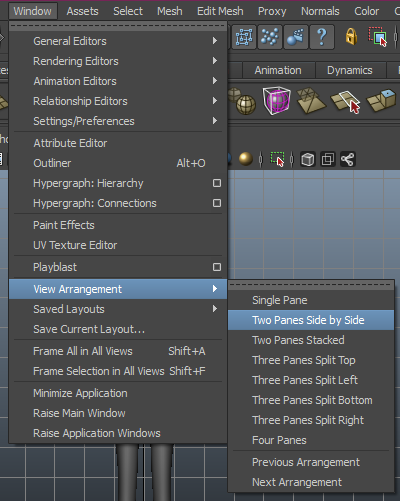 Window Assets Select Mesh Edit Mesh Proxy Normals Color
General Editors
Rendering Editors
Animation Editors
Relationship Editors
Settings/Preferences
Animation Dynamics
Attribute Editor
Outliner Alt+O
Hypergraph: Hierarchy
Hypergraph: Connections
Paint Effects
UV Texture Editor
Playblast
View Arrangement
Saved Layouts
Save Current Layout...
Frame All in All Views Shift+A
Frame Selection in All Views Shift+F
Minimize Application
Raise Main Window
Raise Application Windows
Single Pane
Two Panes Side by Side
Two Panes Stacked
Three Panes Split Top
Three Panes Split Left
Three Panes Split Bottom
Three Panes Split Right
Four Panes
Previous Arrangement
Next Arrangement